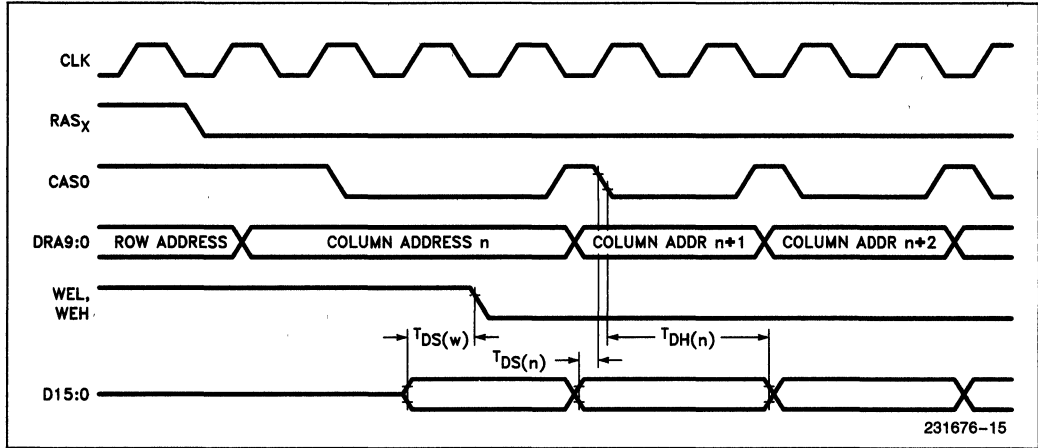 CLK
RASX
CAS0
DRA9:0 ROW ADDRESS COLUMN ADDRESS n COLUMN ADDR n+1 COLUMN ADDR n+2
WEL,
WEH
TDS(w) TDH(n)
TDS(n)
D15:0
231676-15